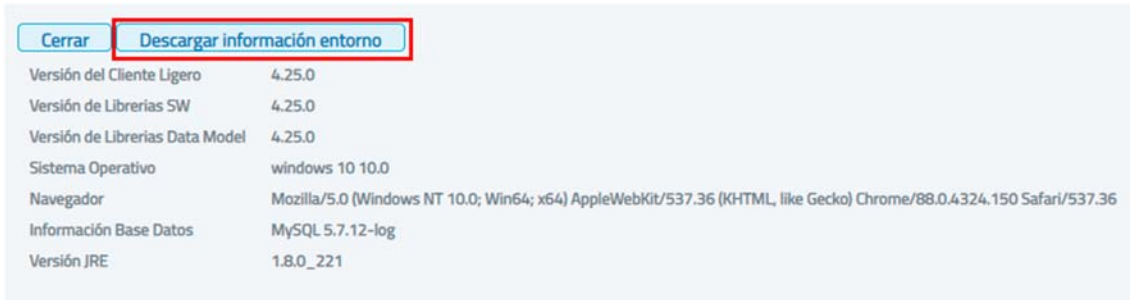 Cerrar Descargar información entorno
Versión del Cliente Ligero 4.25.0
Versión de Librerias SW 4.25.0
Versión de Librerias Data Model 4.25.0
Sistema Operativo windows 10 10.0
Navegador Mozilla/5.0 (Windows NT 10.0; Win64; x64) AppleWebKit/537.36 (KHTML, like Gecko) Chrome/88.0.4324.150 Safari/537.36
Información Base Datos MySQL 5.7.12-log
Versión JRE 1.8.0_221